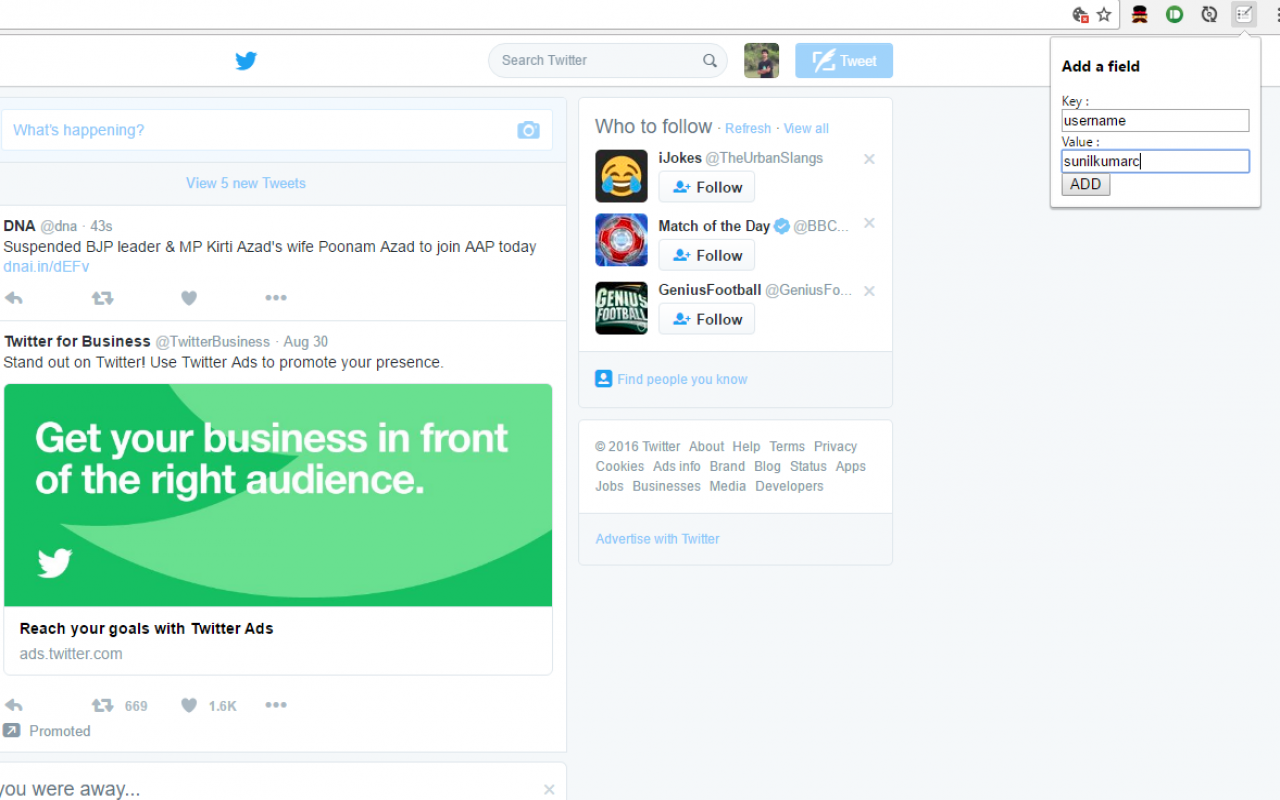 Search Twitter
Tweet
Add a field
Key :
username
Value :
sunilkumarc
ADD
What's happening?
View 5 new Tweets
DNA @dna · 43s
Suspended BJP leader & MP Kirti Azad's wife Poonam Azad to join AAP today
dnai.in/dEFv
Twitter for Business @TwitterBusiness · Aug 30
Stand out on Twitter! Use Twitter Ads to promote your presence.
Get your business in front
of the right audience.
Reach your goals with Twitter Ads
ads.twitter.com
669 1.6K
Promoted
you were away...
Who to follow · Refresh · View all
iJokes @TheUrbanSlangs
Follow
Match of the Day @BBC...
Follow
GENIUS
FOOTBALL
GeniusFootball @GeniusFo...
Follow
Find people you know
© 2016 Twitter About Help Terms Privacy
Cookies Ads info Brand Blog Status Apps
Jobs Businesses Media Developers
Advertise with Twitter